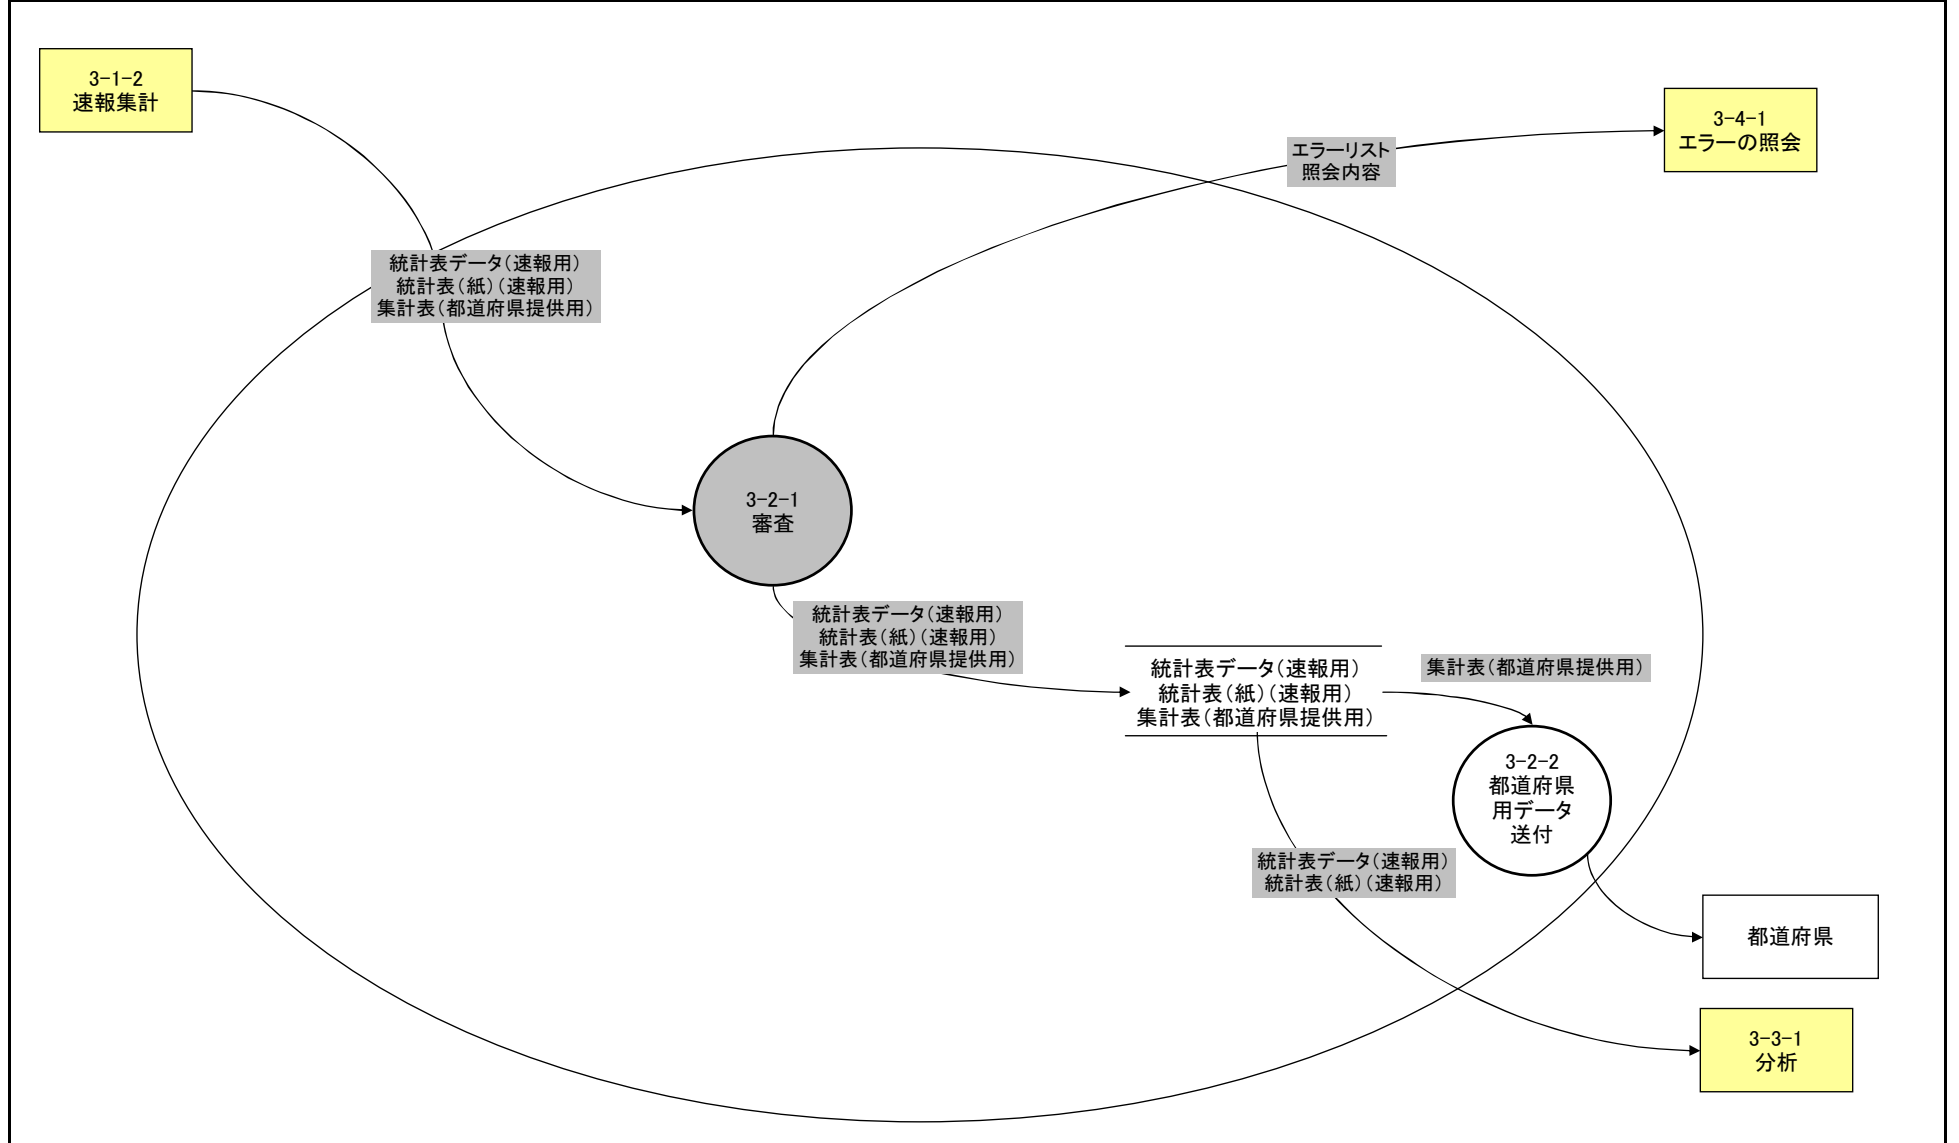 3-1-2
速報集計
3-4-1
エラーの照会
エラーリスト
照会内容
統計表データ（速報用）
統計表（紙）（速報用）
集計表（都道府県提供用）
3-2-1
審査
統計表データ（速報用）
統計表（紙）（速報用）
集計表（都道府県提供用）
統計表データ（速報用）
統計表（紙）（速報用）
集計表（都道府県提供用）
集計表（都道府県提供用）
3-2-2
都道府県
用データ
送付
統計表データ（速報用）
統計表（紙）（速報用）
都道府県
3-3-1
分析